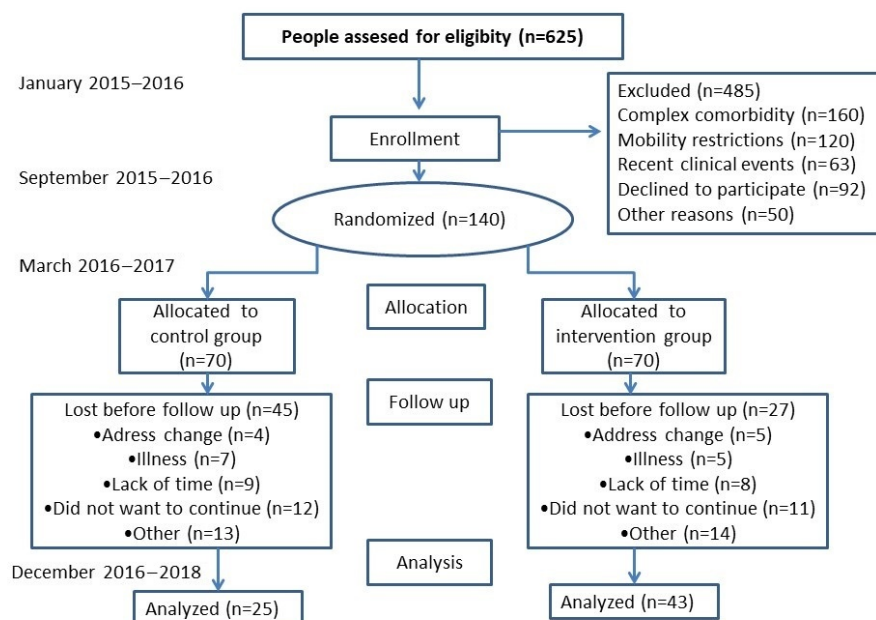 People assesed for eligibity (n=625)
January 2015–2016
Excluded (n=485)
Complex comorbidity (n=160)
Mobility restrictions (n=120)
Recent clinical events (n=63)
Declined to participate (n=92)
Other reasons (n=50)
Enrollment
September 2015–2016
Randomized (n=140)
March 2016–2017
Allocated to
control group
(n=70)
Allocation
Allocated to
intervention group
(n=70)
Follow up
Lost before follow up (n=45)
•Adress change (n=4)
•Illness (n=7)
•Lack of time (n=9)
•Did not want to continue (n=12)
•Other (n=13)
Lost before follow up (n=27)
•Address change (n=5)
•Illness (n=5)
•Lack of time (n=8)
•Did not want to continue (n=11)
•Other (n=14)
Analysis
December 2016–2018
Analyzed (n=25)
Analyzed (n=43)